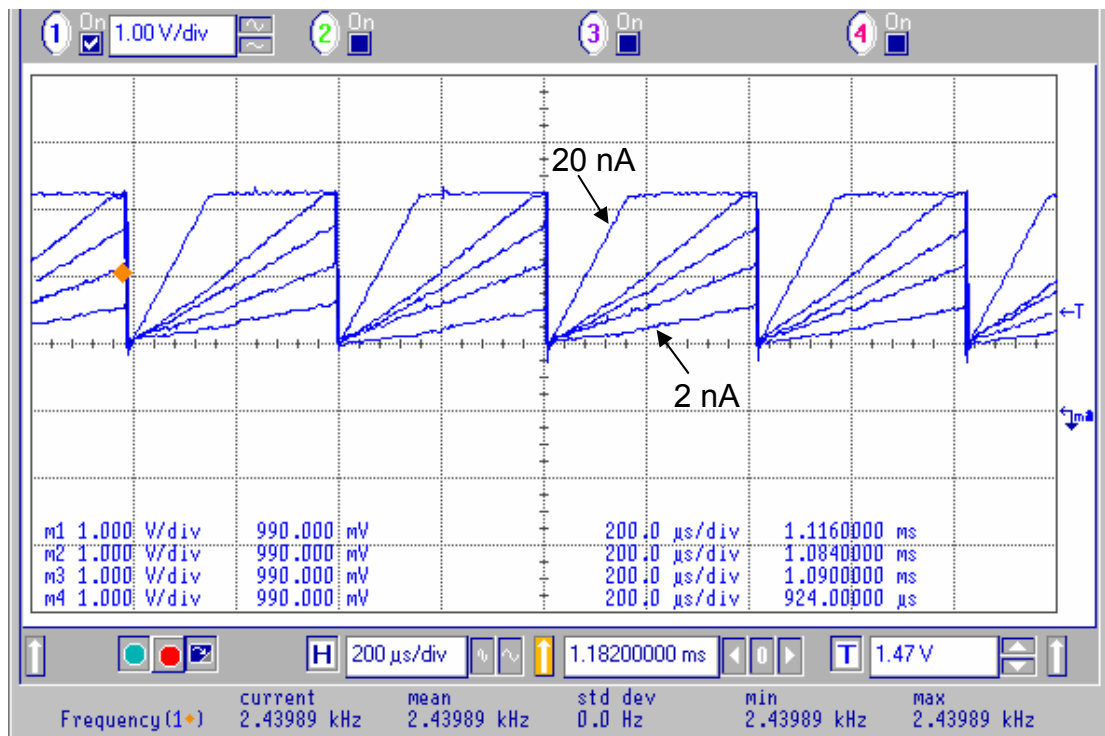 1 On 1.00 V/div 2 On 3 On 4 On
20 nA
←T
2 nA
m1 1.000 V/div 990.000 mV 200.0 µs/div 1.1160000 ms
m2 1.000 V/div 990.000 mV 200.0 µs/div 1.0840000 ms
m3 1.000 V/div 990.000 mV 200.0 µs/div 1.0900000 ms
m4 1.000 V/div 990.000 mV 200.0 µs/div 924.00000 µs
H 200 µs/div 1.18200000 ms 0 T 1.47 V
current mean std dev min max
Frequency(1) 2.43989 kHz 2.43989 kHz 0.0 Hz 2.43989 kHz 2.43989 kHz